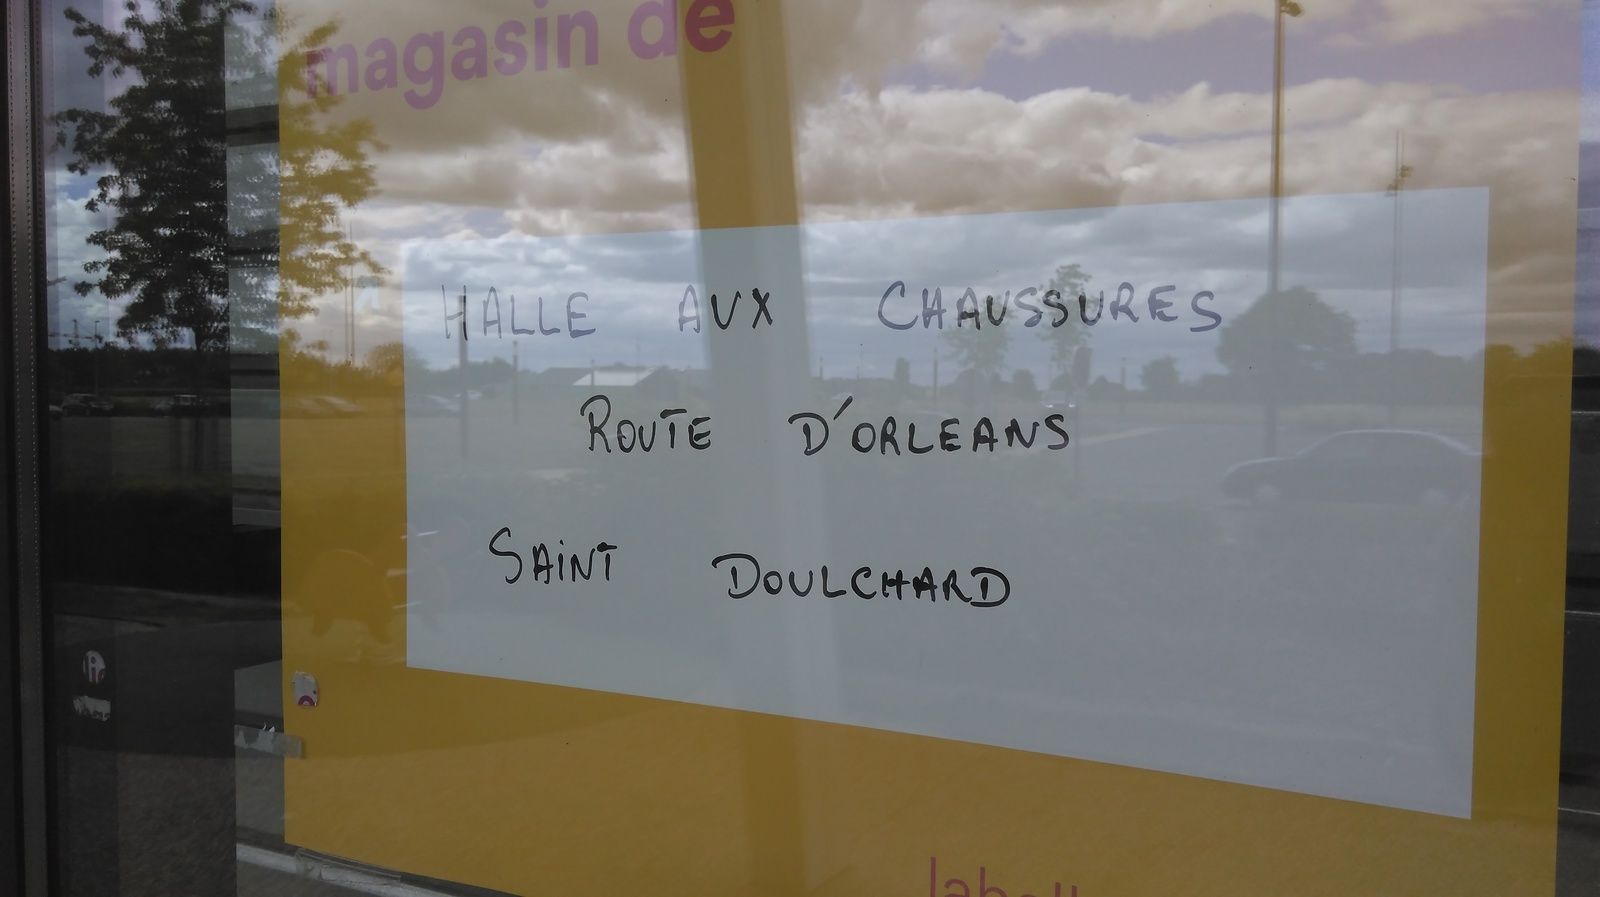 magasin de
HALLE AUX CHAUSSURES
ROUTE D'ORLEANS
SAiNT DOULCHARD